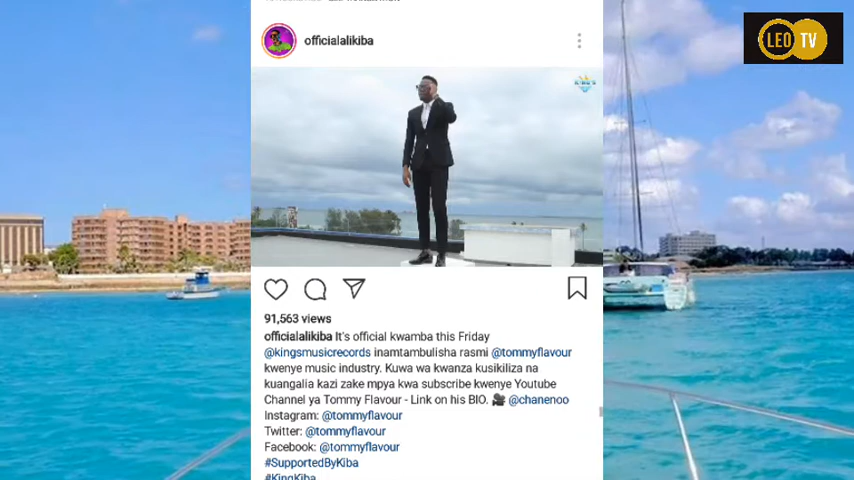 LEO TV
officialalikiba
91,563 views
officialalikiba It's official kwamba this Friday
@kingsmusicrecords inamtambulisha rasmi @tommyflavour
kwenye music industry. Kuwa wa kwanza kusikiliza na
kuangalia kazi zake mpya kwa subscribe kwenye Youtube
Channel ya Tommy Flavour - Link on his BIO. 🎥 @chanenoo
Instagram: @tommyflavour
Twitter: @tommyflavour
Facebook: @tommyflavour
#SupportedByKiba
#KingKiba